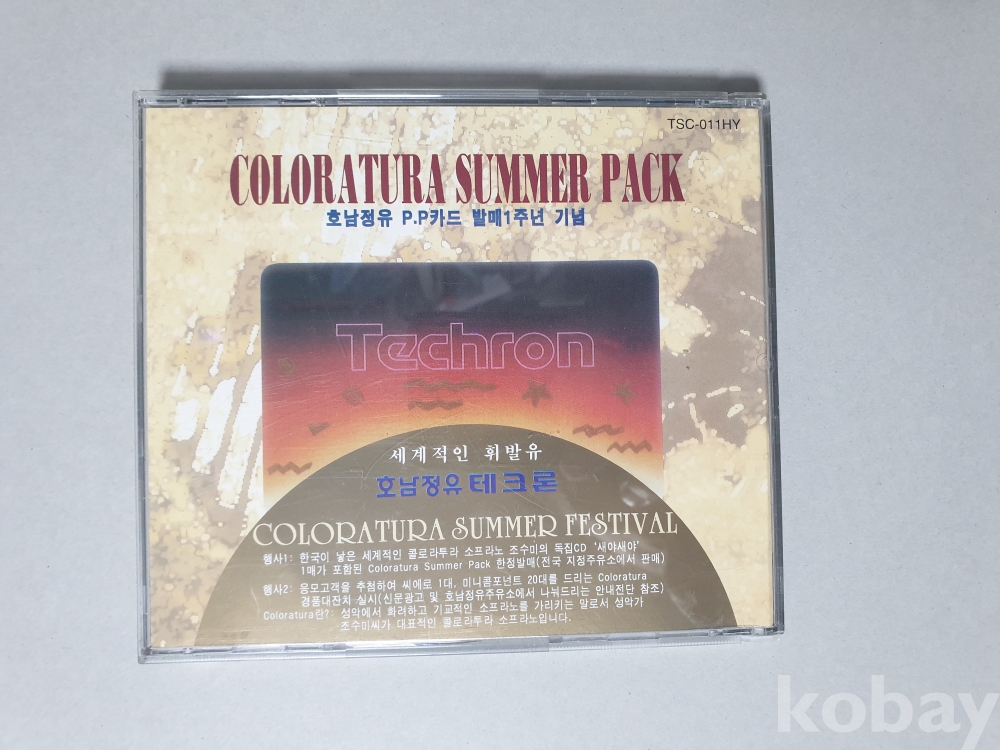 TSC-011HY
COLORATURA SUMMER PACK
호남정유 P.P카드 발매1주년 기념
Techron
세계적인 휘발유
호남정유 테크론
COLORATURA SUMMER FESTIVAL
행사1: 한국이 낳은 세계적인 콜로라투라 소프라노 조수미의 독집CD '새야새야'
1매가 포함된 Coloratura Summer Pack 한정발매(전국 지정주유소에서 판매)
행사2: 응모고객을 추첨하여 씨에로 1대, 미니콤포넌트 20대를 드리는 Coloratura
경품대잔치 실시(신문광고 및 호남정유주유소에서 나눠드리는 안내전단 참조)
Coloratura란?: 성악에서 화려하고 기교적인 소프라노를 가리키는 말로서 성악가
조수미씨가 대표적인 콜로라투라 소프라노입니다.
kobay